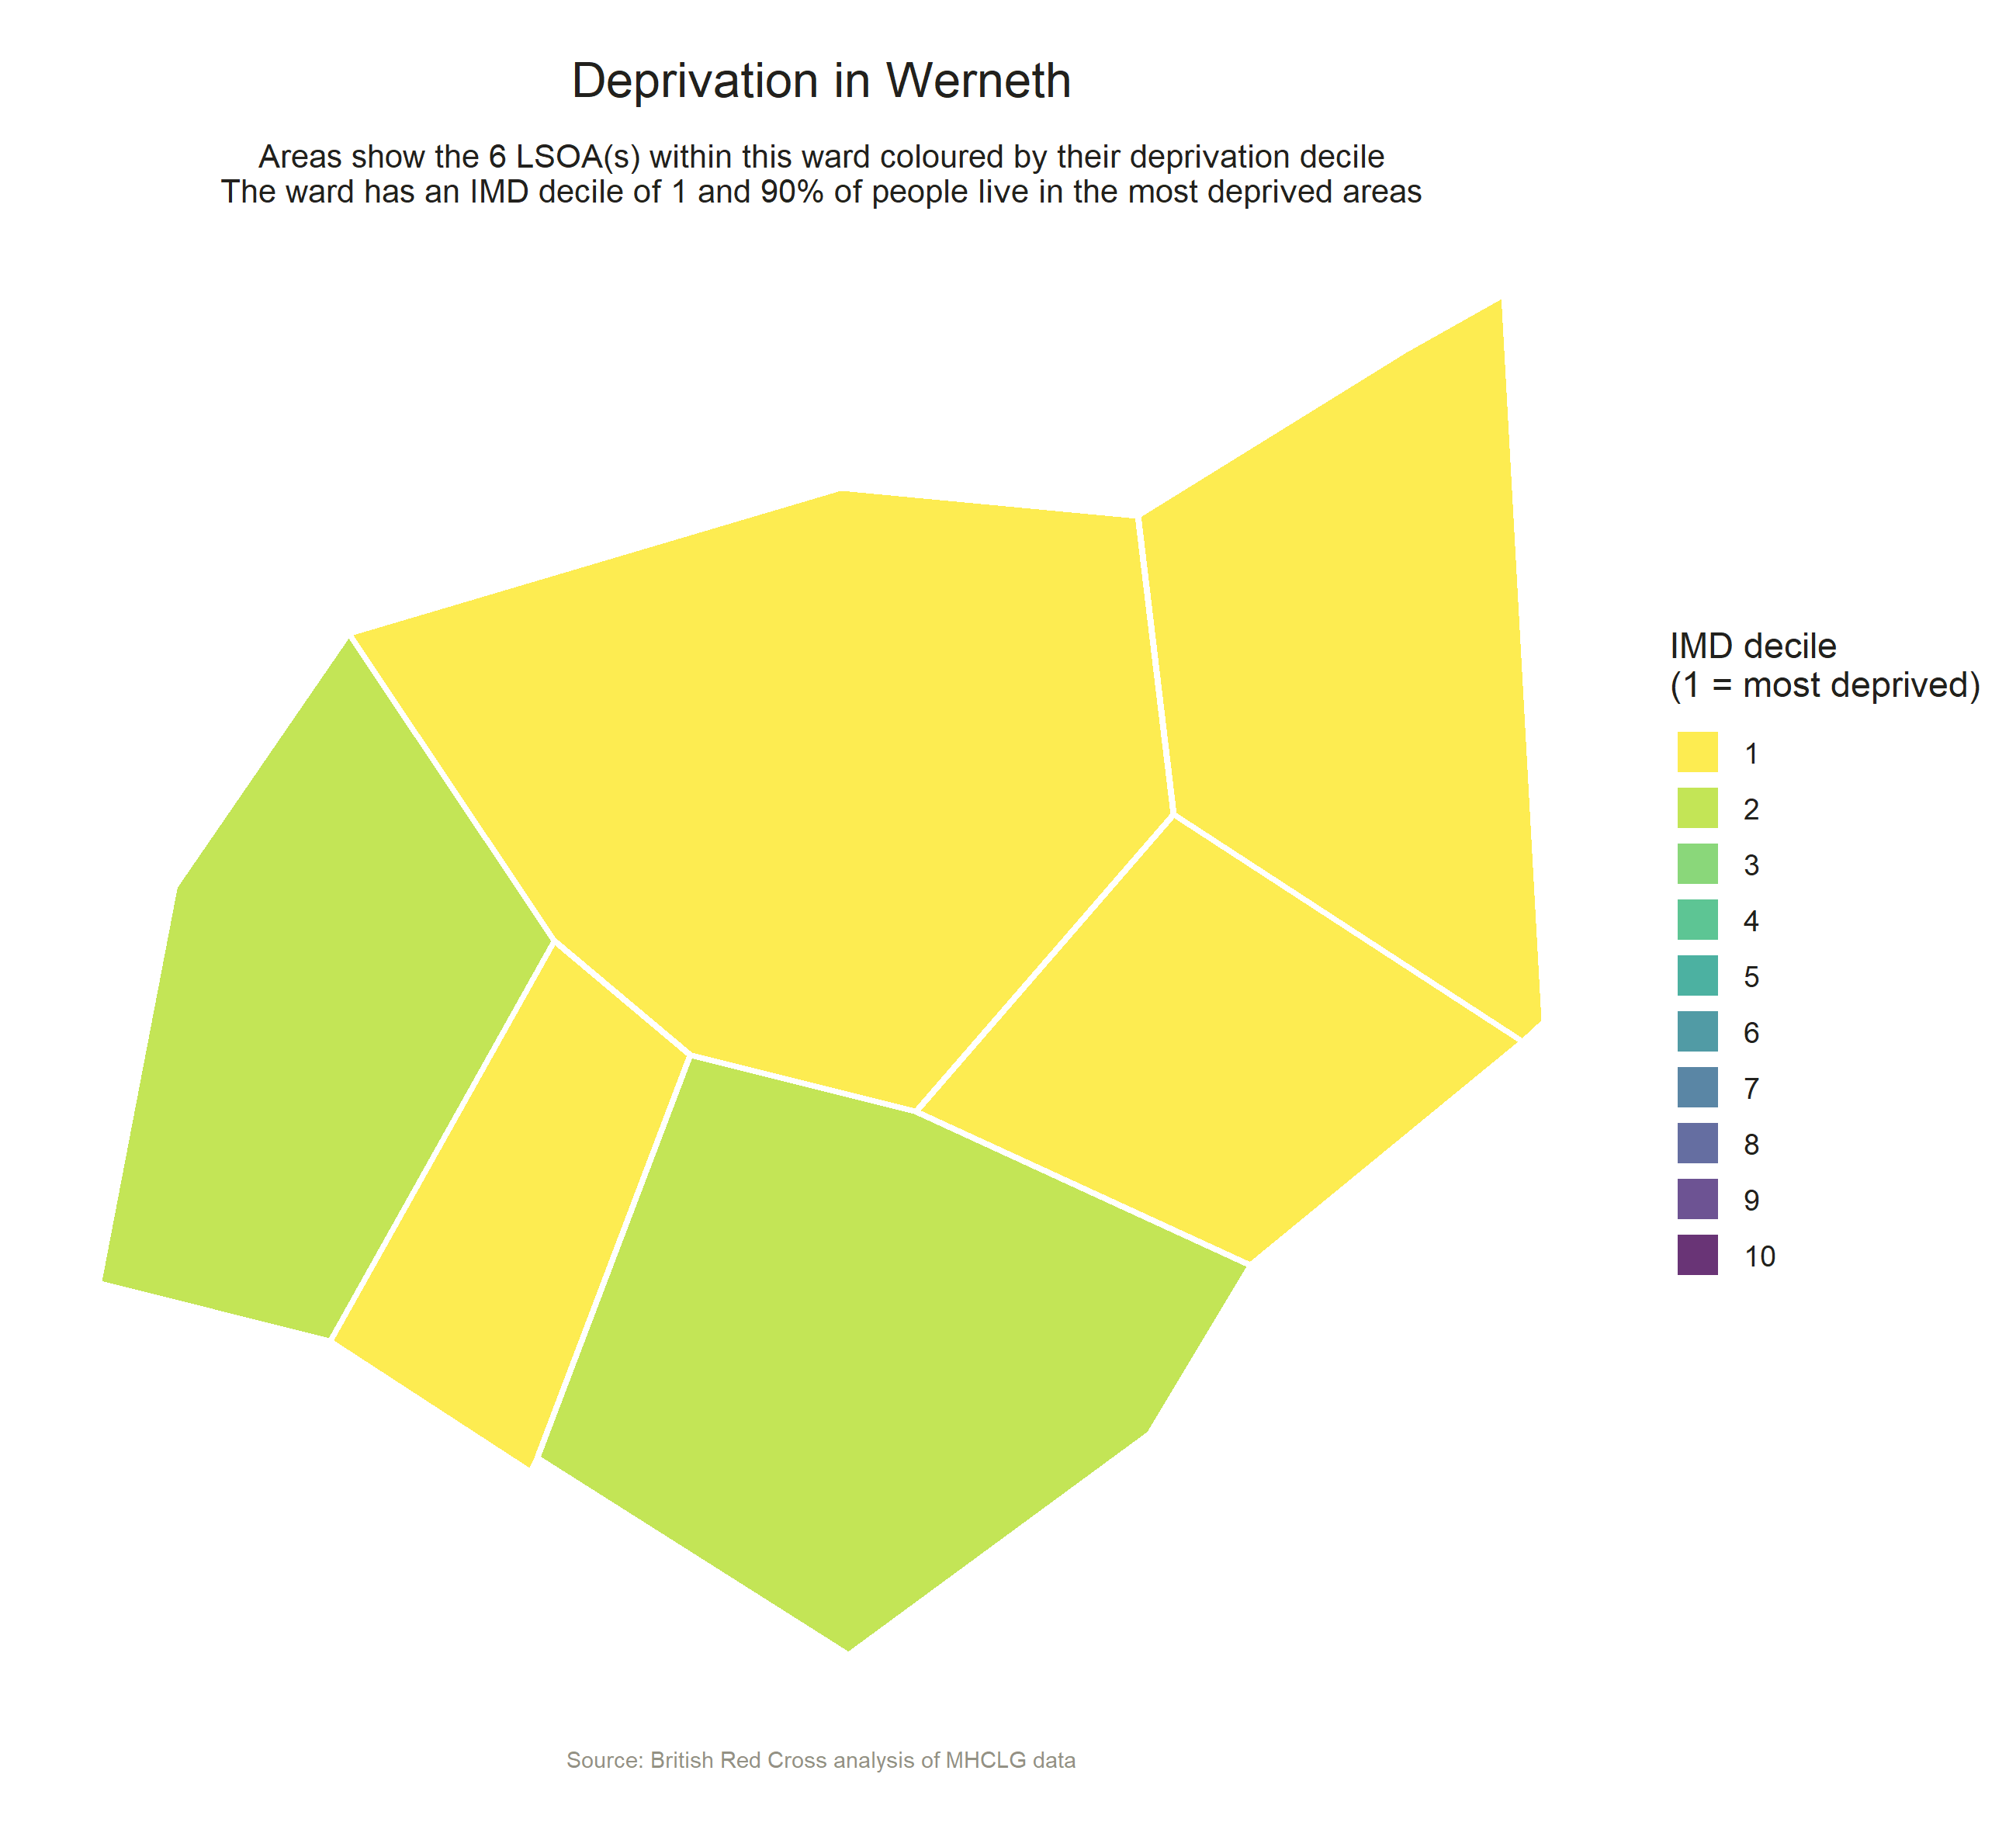 Deprivation in Werneth
Areas show the 6 LSOA(s) within this ward coloured by their deprivation decile
The ward has an IMD decile of 1 and 90% of people live in the most deprived areas
IMD decile
(1 = most deprived)
1
2
3
4
5
6
7
8
9
10
Source: British Red Cross analysis of MHCLG data